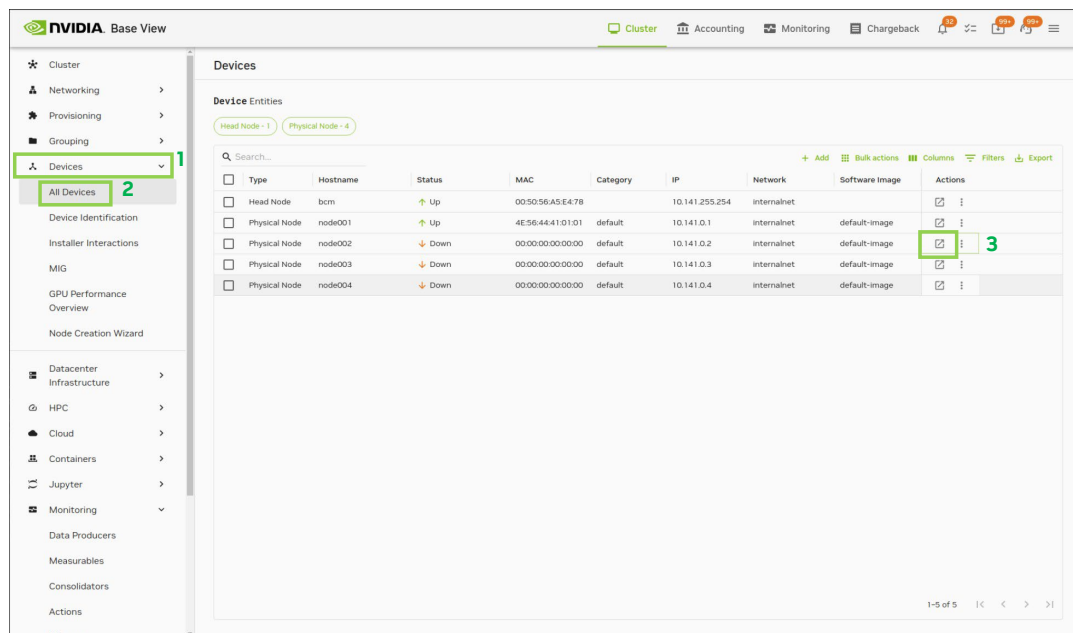 NVIDIA. Base View
Cluster
Accounting
Monitoring
Chargeback
32
99+
99+
Cluster
Networking
Provisioning
Grouping
Devices
1
All Devices
2
Device Identification
Installer Interactions
MIG
GPU Performance
Overview
Node Creation Wizard
Datacenter
Infrastructure
HPC
Cloud
Containers
Jupyter
Monitoring
Data Producers
Measurables
Consolidators
Actions
Devices
Device Entities
Head Node - 1 Physical Node - 4
Search... + Add Bulk actions Columns Filters Export
Type Hostname Status MAC Category IP Network Software Image Actions
Head Node bcm Up 00:50:56:A5:E4:78 10.141.255.254 internalnet
Physical Node node001 Up 4E:56:44:41:01:01 default 10.141.0.1 internalnet default-image
Physical Node node002 Down 00:00:00:00:00:00 default 10.141.0.2 internalnet default-image 3
Physical Node node003 Down 00:00:00:00:00:00 default 10.141.0.3 internalnet default-image
Physical Node node004 Down 00:00:00:00:00:00 default 10.141.0.4 internalnet default-image
1-5 of 5